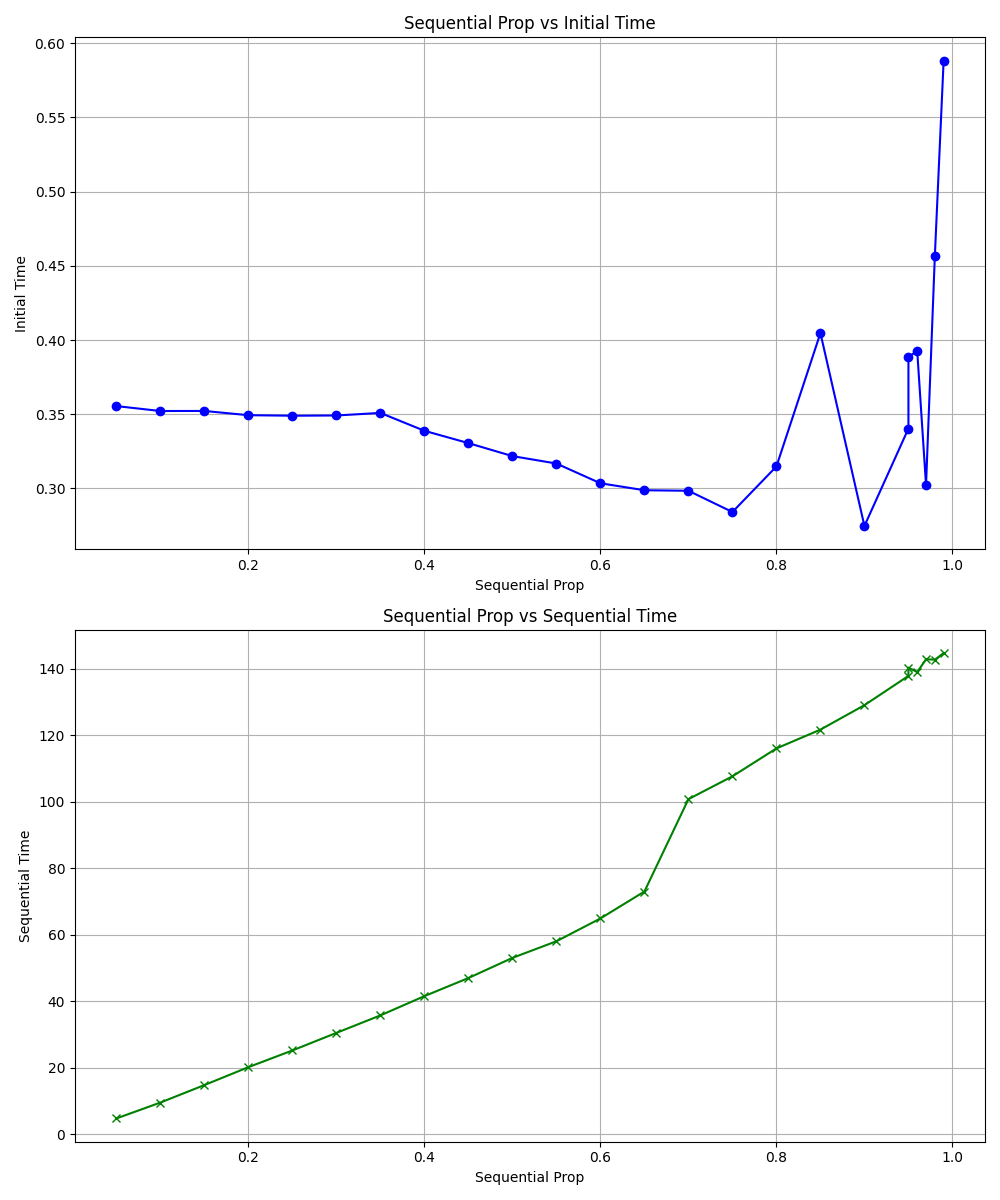 Sequential Prop vs Initial Time
0.60
0.55
0.50
0.45
0.40
0.35
0.30
Initial Time
0.2 0.4 0.6 0.8 1.0
Sequential Prop
Sequential Prop vs Sequential Time
140
120
100
80
60
40
20
0
Sequential Time
0.2 0.4 0.6 0.8 1.0
Sequential Prop